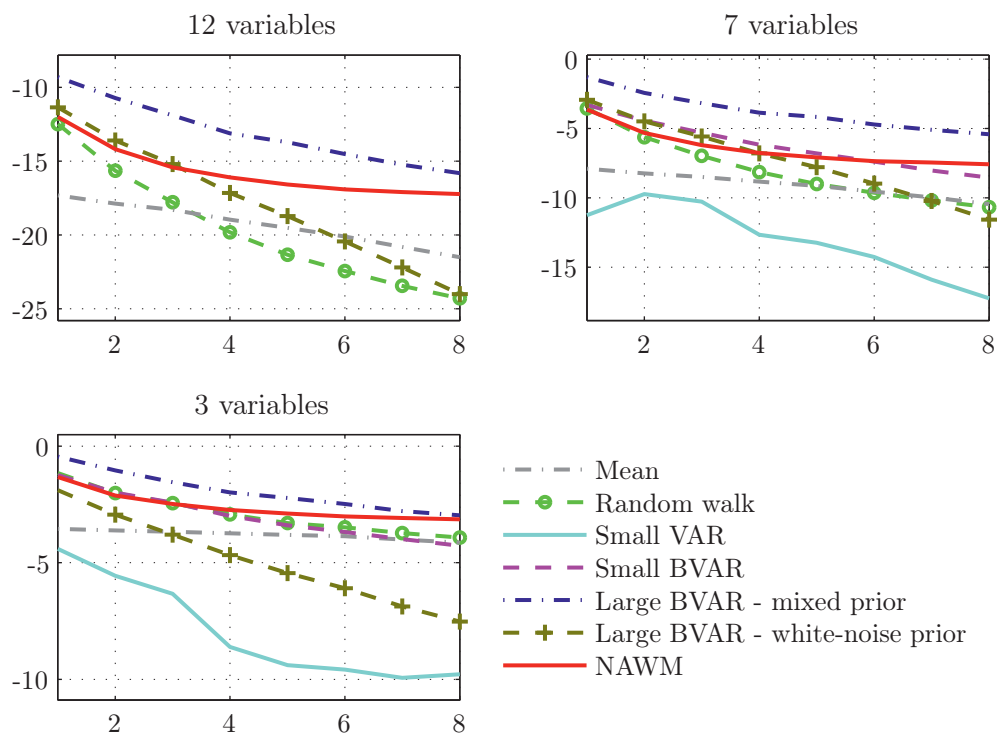 12 variables
-10
-15
-20
-25
2 4 6 8
7 variables
0
-5
-10
-15
2 4 6 8
3 variables
0
-5
-10
2 4 6 8
Mean
Random walk
Small VAR
Small BVAR
Large BVAR - mixed prior
Large BVAR - white-noise prior
NAWM